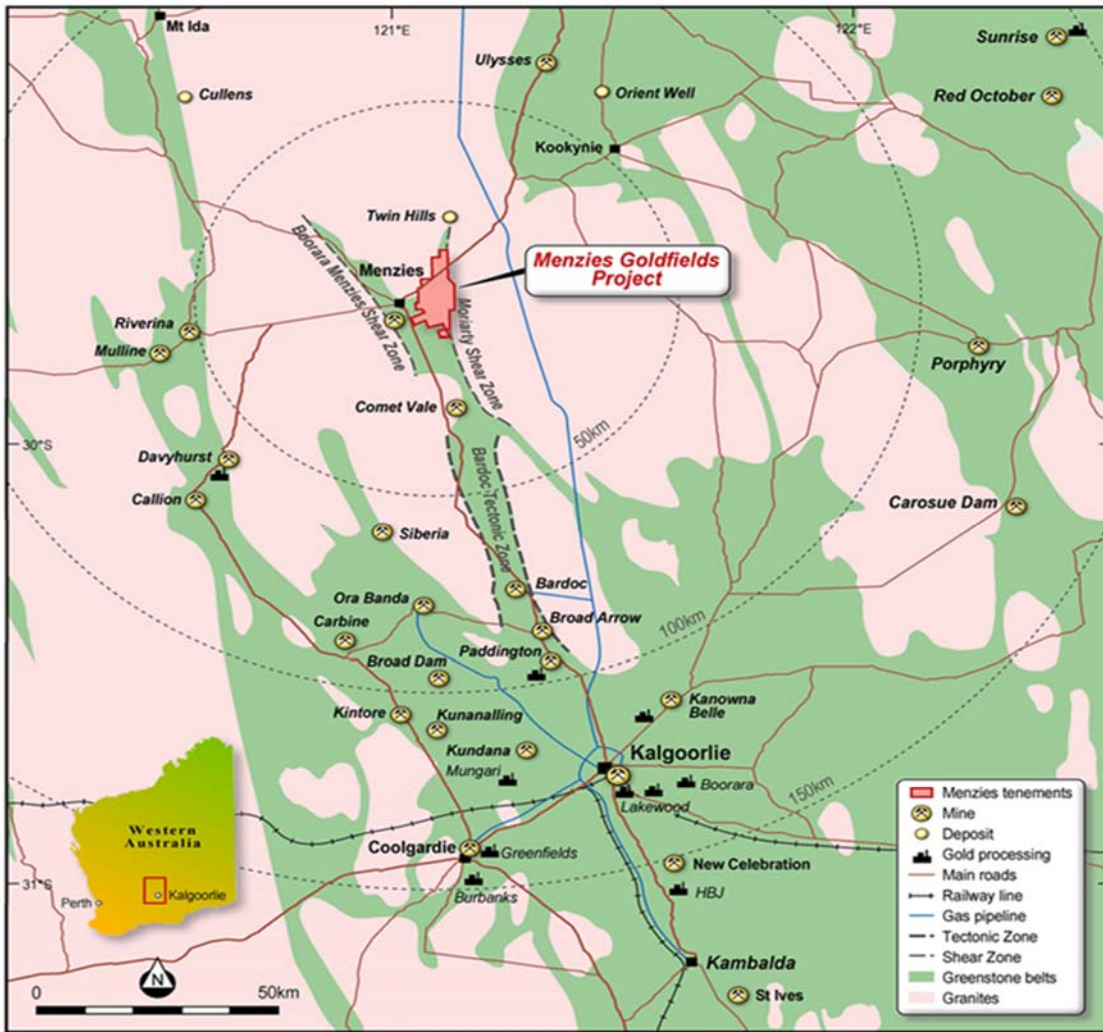 Mt Ida
121°E
122°E
Sunrise
Ulysses
Cullens
Orient Well
Red October
Kookynie
Twin Hills
Boorara Menzies Shear Zone
Menzies
Menzies Goldfields
Project
Moriarty Shear Zone
Riverina
Mulline
Porphyry
Comet Vale
50km
30°S
Davyhurst
Bardoc Tectonic Zone
Callion
Carosue Dam
Siberia
Bardoc
Ora Banda
Carbine
Broad Arrow
100km
Paddington
Broad Dam
Kanowna
Belle
Kintore
Kunanalling
Kundana
Kalgoorlie
Mungari
Boorara
150km
Lakewood
Coolgardie
Greenfields
New Celebration
Burbanks
HBJ
31°S
Kambalda
St Ives
Western
Australia
Perth
Kalgoorlie
N
0
50km
Menzies tenements
Mine
Deposit
Gold processing
Main roads
Railway line
Gas pipeline
Tectonic Zone
Shear Zone
Greenstone belts
Granites